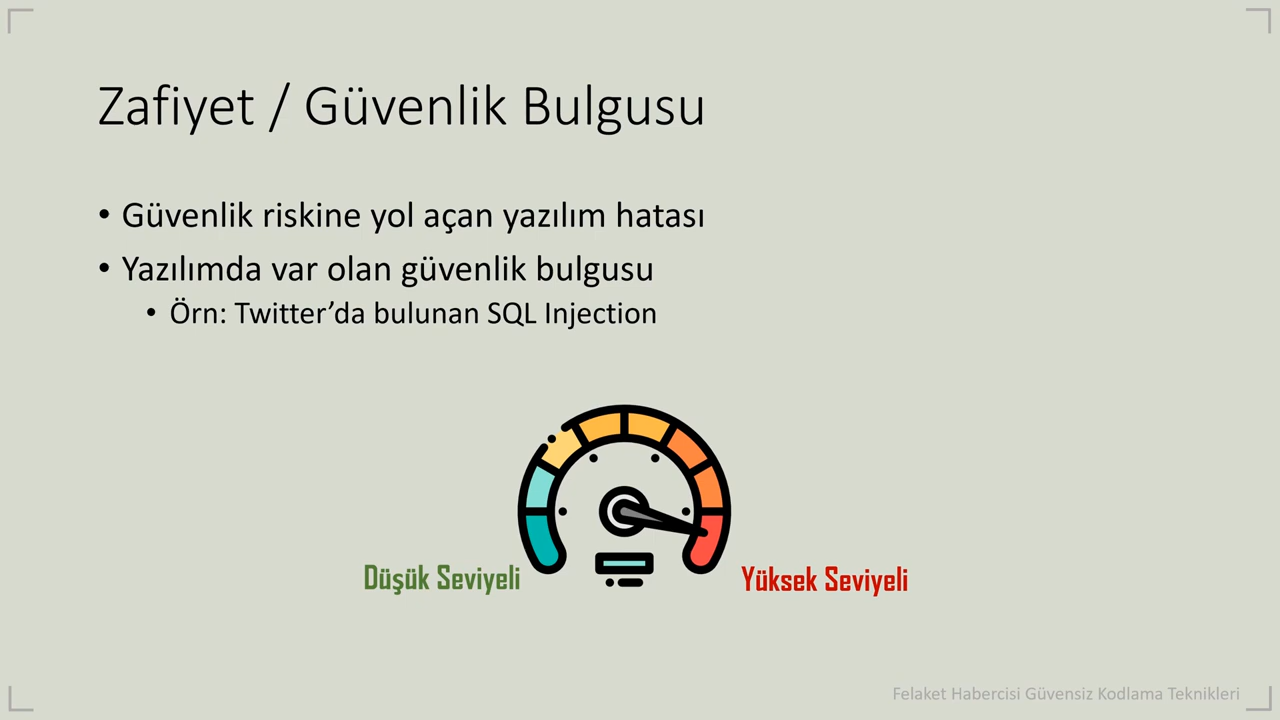 Zafiyet / Güvenlik Bulgusu
• Güvenlik riskine yol açan yazılım hatası
• Yazılımda var olan güvenlik bulgusu
• Örn: Twitter’da bulunan SQL Injection
Düşük Seviyeli
Yüksek Seviyeli
Felaket Habercisi Güvensiz Kodlama Teknikleri